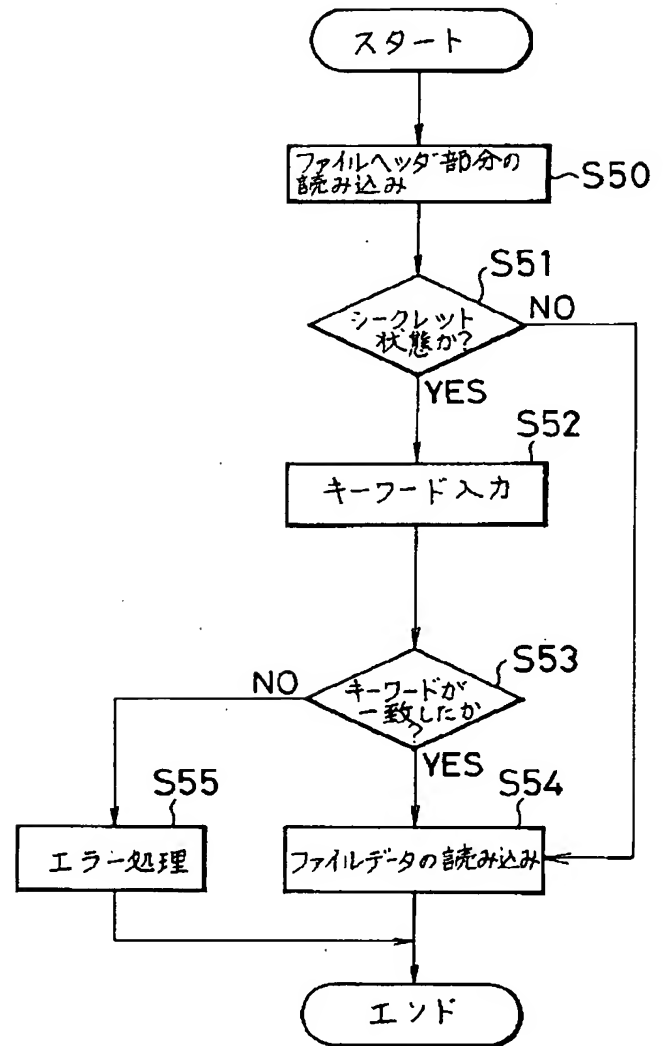 スタート
ファイルヘッダ部分の
読み込み
S50
S51
シークレット
状態か?
NO
YES
S52
キーワード入力
S53
キーワードが
一致したか
?
NO
YES
S55
S54
エラー処理
ファイルデータの読み込み
エンド